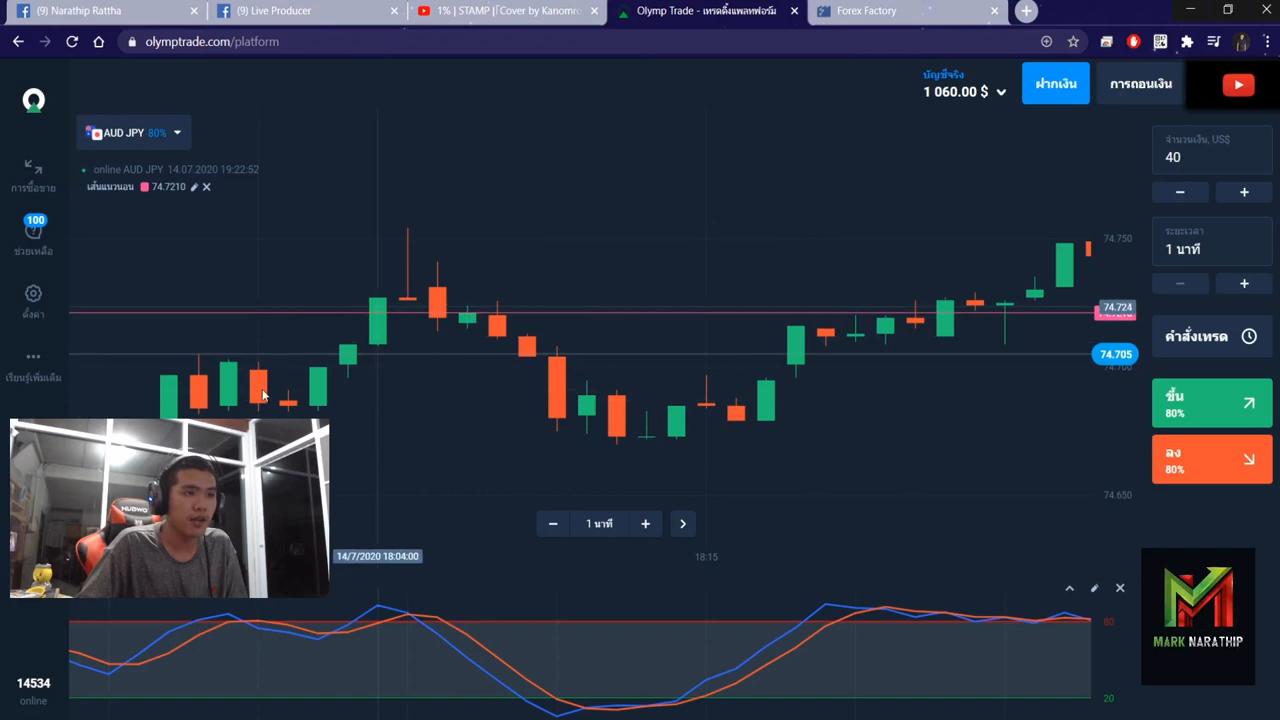 (9) Narathip Rattha
(9) Live Producer
1% | STAMP |「Cover by Kanomro
Olymp Trade - เทรดดิ้งแพลทฟอร์ม
Forex Factory
olymptrade.com/platform
บัญชีจริง
1 060.00 $
ฝากเงิน
การถอนเงิน
AUD JPY 80%
online AUD JPY 14.07.2020 19:22:52
เส้นแนวนอน 74.7210
การซื้อขาย
100
ช่วยเหลือ
ตั้งค่า
เรียนรู้เพิ่มเติม
จำนวนเงิน, US$
40
ระยะเวลา
1 นาที
คำสั่งเทรด
ขึ้น
80%
ลง
80%
74.750
74.724
74.705
74.650
1 นาที
14/7/2020 18:04:00
18:15
80
20
14534
online
MARK NARATHIP